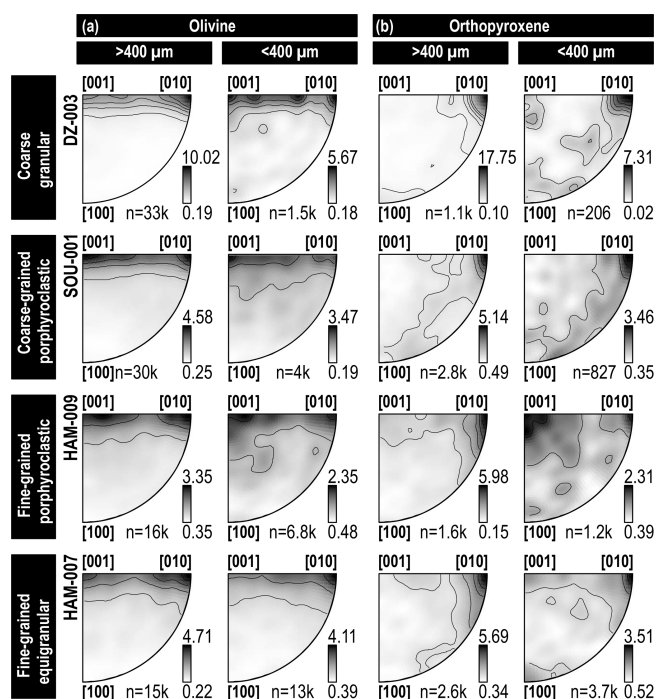 (a) Olivine (b) Orthopyroxene
>400 µm <400 µm >400 µm <400 µm
Coarse granular
DZ-003
[001] [010] [001] [010] [001] [010] [001] [010]
10.02 5.67 17.75 7.31
0.19 0.18 0.10 0.02
[100] n=33k [100] n=1.5k [100] n=1.1k [100] n=206
Coarse-grained porphyroclastic
SOU-001
[001] [010] [001] [010] [001] [010] [001] [010]
4.58 3.47 5.14 3.46
0.25 0.19 0.49 0.35
[100] n=30k [100] n=4k [100] n=2.8k [100] n=827
Fine-grained porphyroclastic
HAM-009
[001] [010] [001] [010] [001] [010] [001] [010]
3.35 2.35 5.98 2.31
0.35 0.48 0.15 0.39
[100] n=16k [100] n=6.8k [100] n=1.6k [100] n=1.2k
Fine-grained equigranular
HAM-007
[001] [010] [001] [010] [001] [010] [001] [010]
4.71 4.11 5.69 3.51
0.22 0.39 0.34 0.52
[100] n=15k [100] n=13k [100] n=2.6k [100] n=3.7k